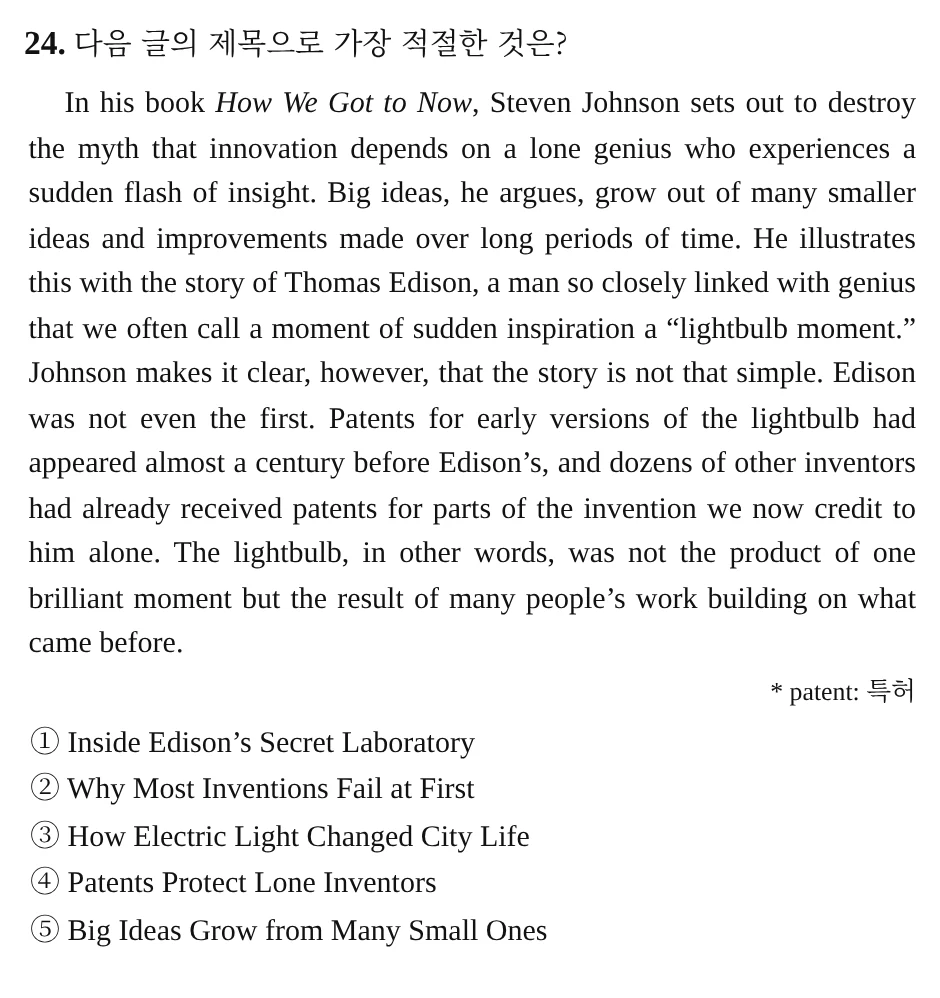 24. 다음 글의 제목으로 가장 적절한 것은?
In his book How We Got to Now, Steven Johnson sets out to destroy
the myth that innovation depends on a lone genius who experiences a
sudden flash of insight. Big ideas, he argues, grow out of many smaller
ideas and improvements made over long periods of time. He illustrates
this with the story of Thomas Edison, a man so closely linked with genius
that we often call a moment of sudden inspiration a “lightbulb moment.”
Johnson makes it clear, however, that the story is not that simple. Edison
was not even the first. Patents for early versions of the lightbulb had
appeared almost a century before Edison’s, and dozens of other inventors
had already received patents for parts of the invention we now credit to
him alone. The lightbulb, in other words, was not the product of one
brilliant moment but the result of many people’s work building on what
came before.
* patent: 특허
① Inside Edison’s Secret Laboratory
② Why Most Inventions Fail at First
③ How Electric Light Changed City Life
④ Patents Protect Lone Inventors
⑤ Big Ideas Grow from Many Small Ones